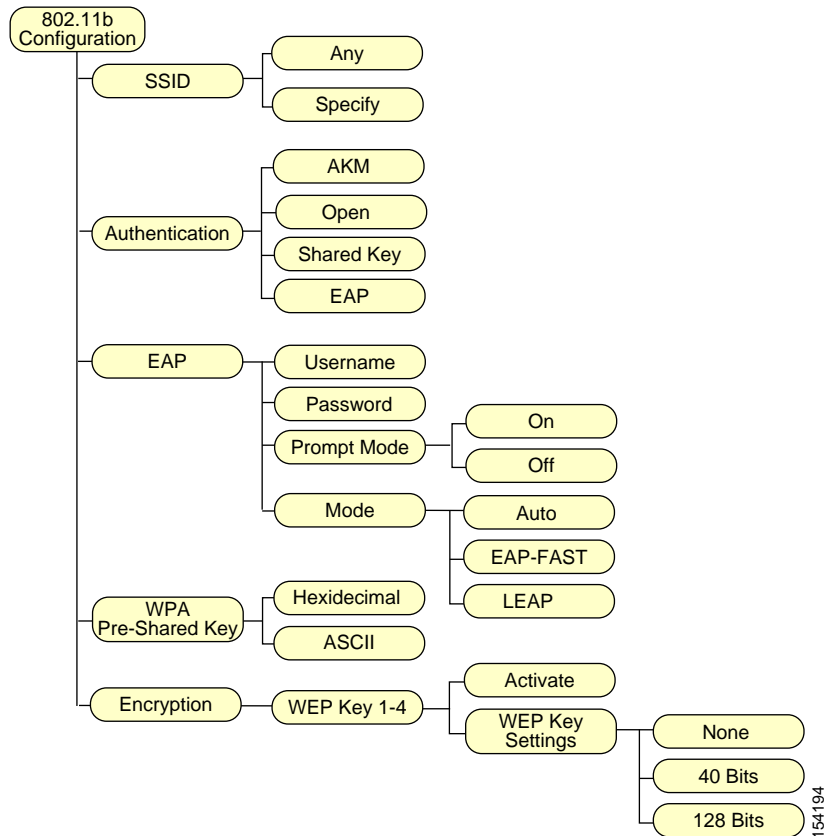 802.11b
Configuration
SSID
Any
Specify
Authentication
AKM
Open
Shared Key
EAP
EAP
Username
Password
Prompt Mode
On
Off
Mode
Auto
EAP-FAST
LEAP
WPA
Pre-Shared Key
Hexidecimal
ASCII
Encryption
WEP Key 1-4
Activate
WEP Key
Settings
None
40 Bits
128 Bits
154194